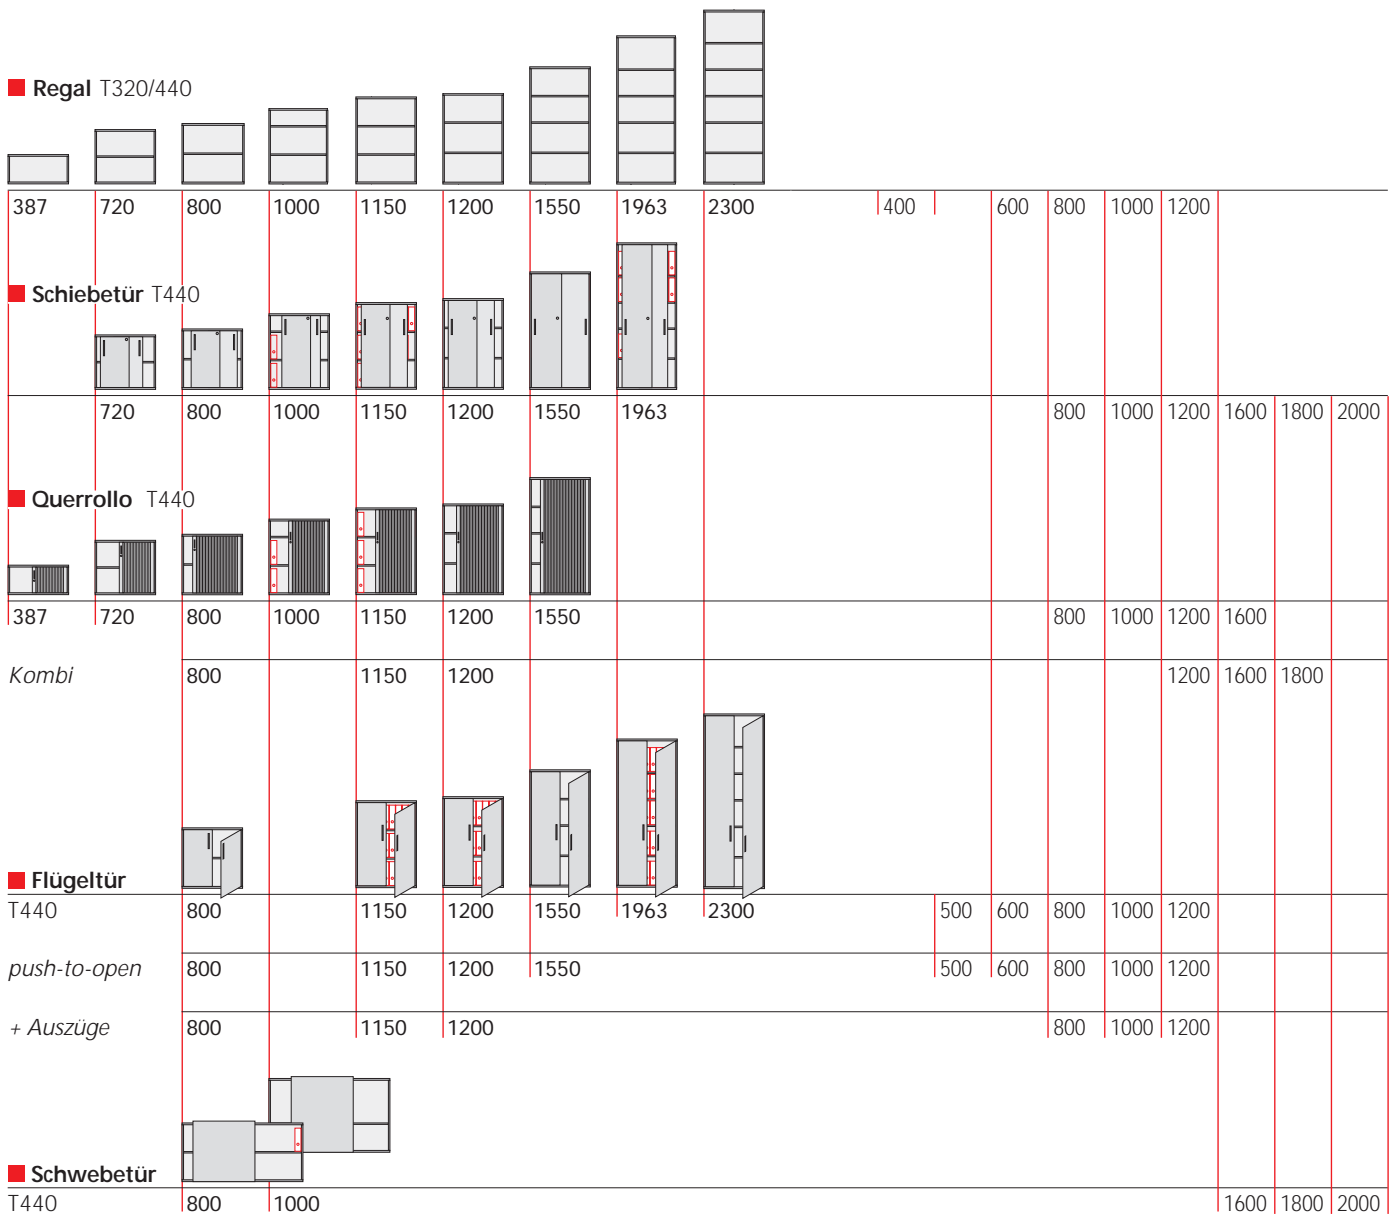 Regal T320/440
387 720 800 1000 1150 1200 1550 1963 2300 400 600 800 1000 1200
Schiebetür T440
720 800 1000 1150 1200 1550 1963 800 1000 1200 1600 1800 2000
Querrollo T440
387 720 800 1000 1150 1200 1550 800 1000 1200 1600
Kombi 800 1150 1200 1200 1600 1800
Flügeltür
T440 800 1150 1200 1550 1963 2300 500 600 800 1000 1200
push-to-open 800 1150 1200 1550 500 600 800 1000 1200
+ Auszüge 800 1150 1200 800 1000 1200
Schwebetür
T440 800 1000 1600 1800 2000